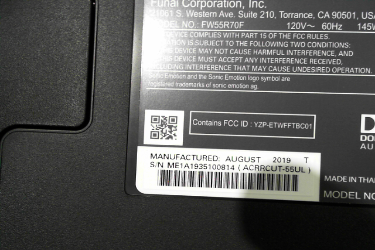 Funai Corporation, Inc.
21061 S. Western Ave. Suite 210, Torrance, CA 90501, USA
MODEL NO.: FW55R70F 120V~ 60Hz 145W
DEVICE COMPLIES WITH PART 15 OF THE FCC RULES.
OPERATION IS SUBJECT TO THE FOLLOWING TWO CONDITIONS:
DEVICE MAY NOT CAUSE HARMFUL INTERFERENCE, AND
DEVICE MUST ACCEPT ANY INTERFERENCE RECEIVED,
INCLUDING INTERFERENCE THAT MAY CAUSE UNDESIRED OPERATION.
Sonic Emotion and the Sonic Emotion logo symbol are
registered trademarks of sonic emotion ag.
Contains FCC ID : YZP-ETWFFTBC01
MANUFACTURED: AUGUST 2019 T
S/N ME1A1935100814 ( ACRRCUT-55UL )
MADE IN THA
MODEL NO